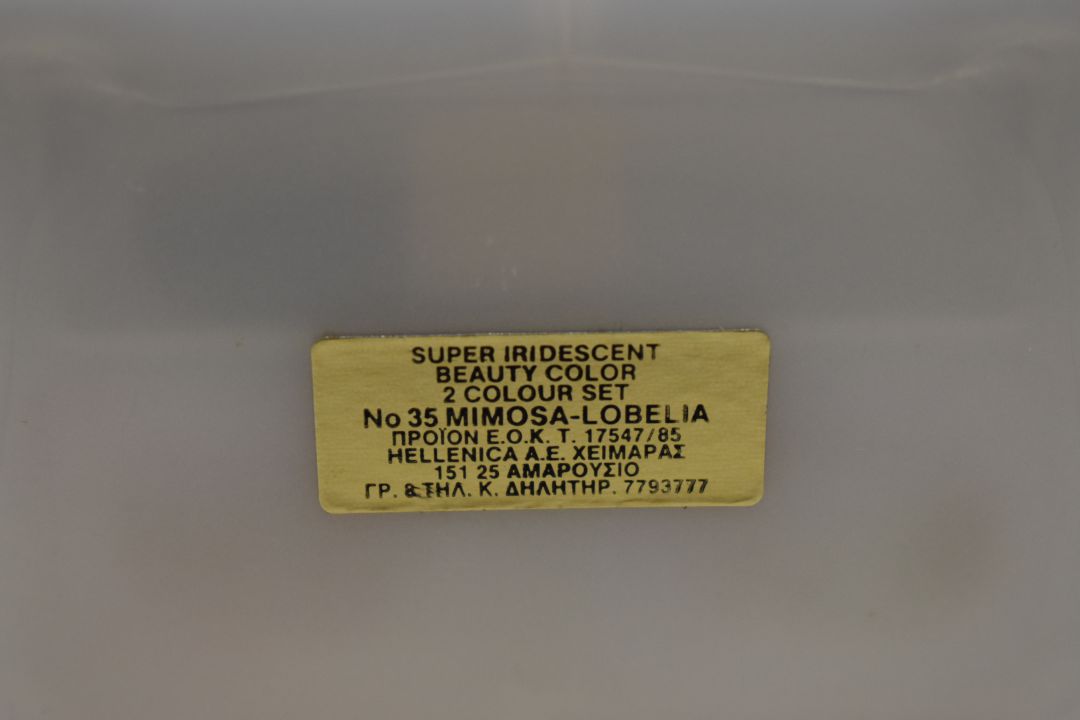 SUPER IRIDESCENT
BEAUTY COLOR
2 COLOUR SET
No 35 MIMOSA-LOBELIA
ΠΡΟΪΟΝ Ε.Ο.Κ. Τ. 17547/85
HELLENICA A.E. ΧΕΙΜΑΡΑΣ
151 25 ΑΜΑΡΟΥΣΙΟ
ΓΡ. & ΤΗΛ. Κ. ΔΗΛΗΤΗΡ. 7793777